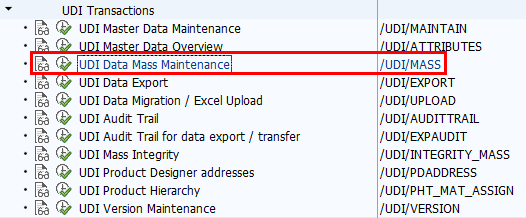 UDI Transactions
UDI Master Data Maintenance /UDI/MAINTAIN
UDI Master Data Overview /UDI/ATTRIBUTES
UDI Data Mass Maintenance /UDI/MASS
UDI Data Export /UDI/EXPORT
UDI Data Migration / Excel Upload /UDI/UPLOAD
UDI Audit Trail /UDI/AUDITTRAIL
UDI Audit Trail for data export / transfer /UDI/EXPAUDIT
UDI Mass Integrity /UDI/INTEGRITY_MASS
UDI Product Designer addresses /UDI/PDADDRESS
UDI Product Hierarchy /UDI/PHT_MAT_ASSIGN
UDI Version Maintenance /UDI/VERSION